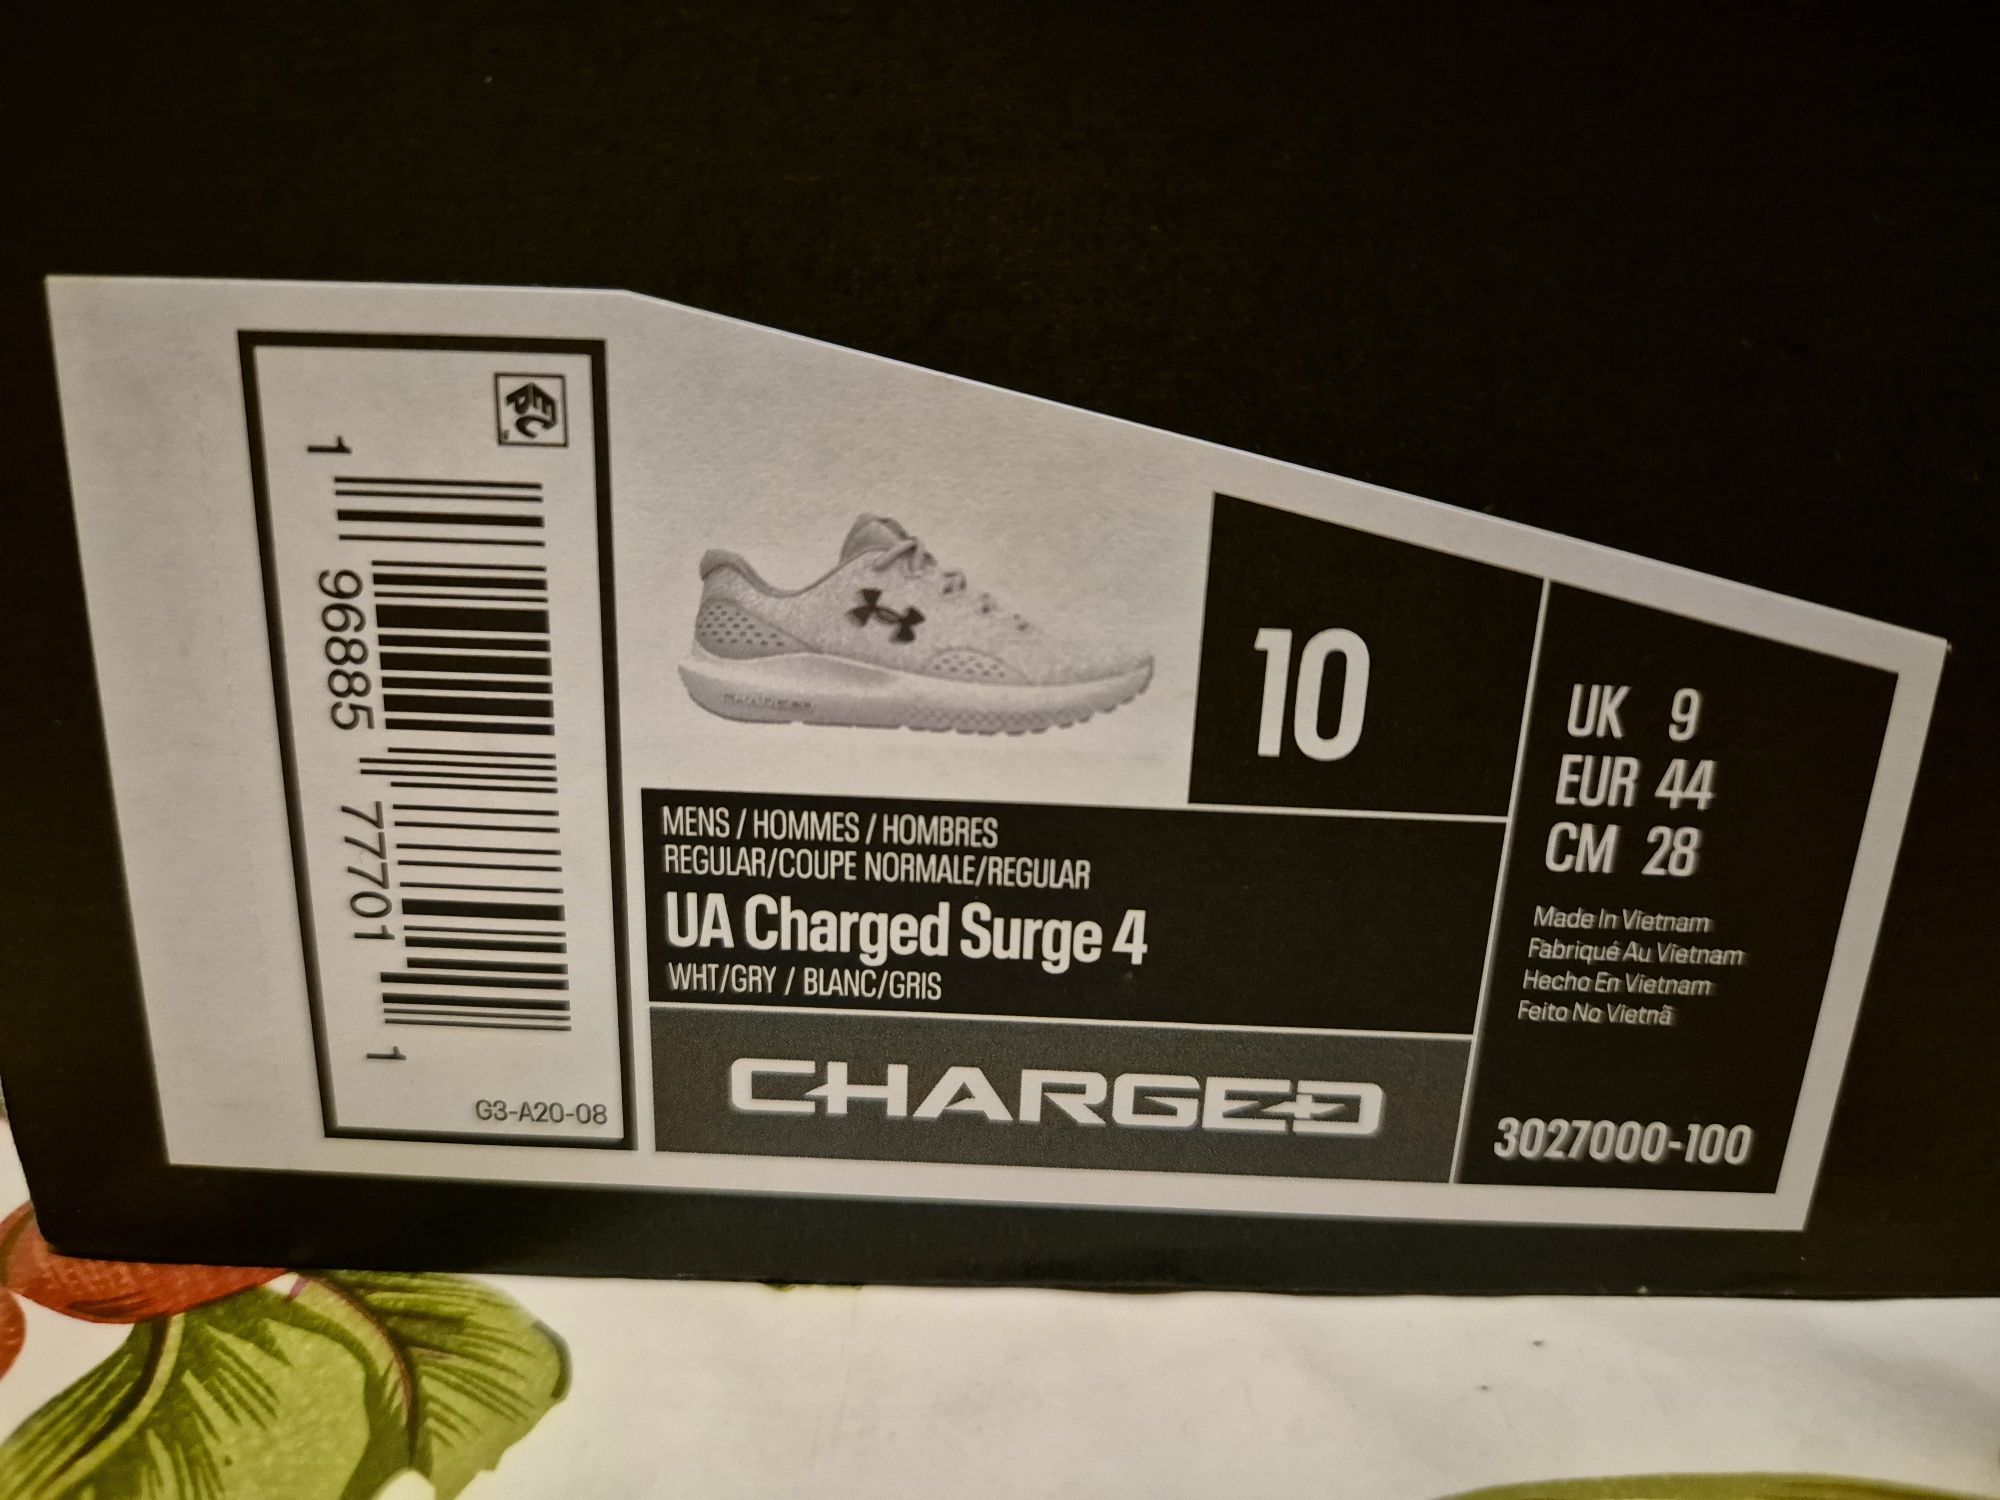 EPC
1 96885 77701 1
G3-A20-08
CHARGED
10
UK 9
EUR 44
CM 28
MENS / HOMMES / HOMBRES
REGULAR/COUPE NORMALE/REGULAR
UA Charged Surge 4
WHT/GRY / BLANC/GRIS
Made In Vietnam
Fabriqué Au Vietnam
Hecho En Vietnam
Feito No Vietnã
CHARGED
3027000-100